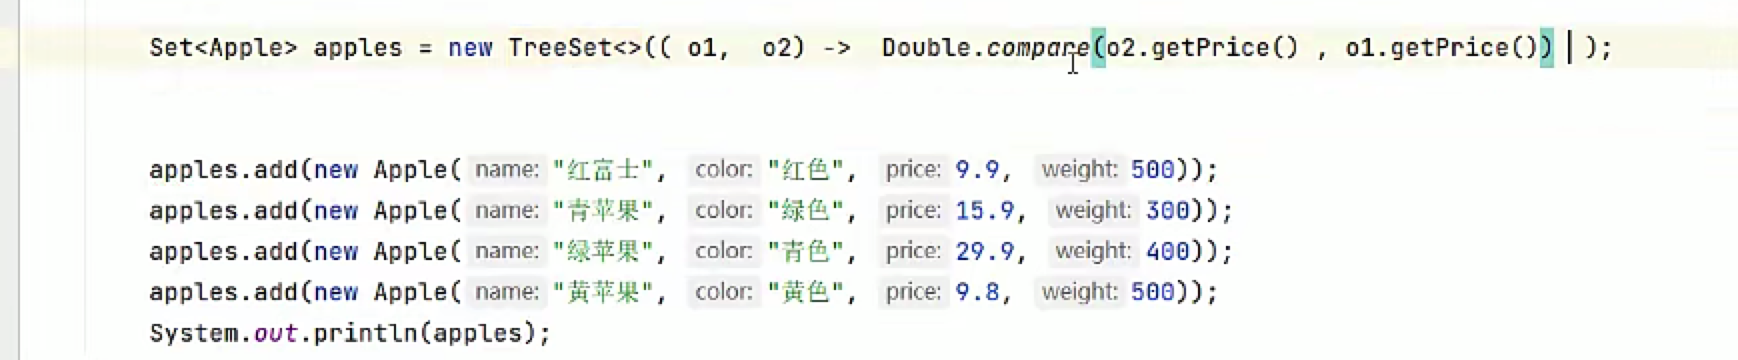 Set<Apple> apples = new TreeSet<>(( o1,  o2) ->  Double.compare(o2.getPrice() , o1.getPrice()) );
apples.add(new Apple( name: "红富士",  color: "红色",  price: 9.9,  weight: 500));
apples.add(new Apple( name: "青苹果",  color: "绿色",  price: 15.9,  weight: 300));
apples.add(new Apple( name: "绿苹果",  color: "青色",  price: 29.9,  weight: 400));
apples.add(new Apple( name: "黄苹果",  color: "黄色",  price: 9.8,  weight: 500));
System.out.println(apples);